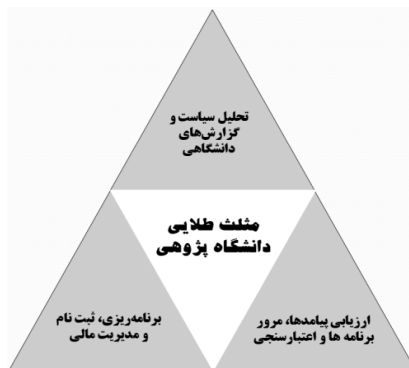 تحلیل سیاست و
گزارش‌های
دانشگاهی
مثلث طلایی
دانشگاه پژوهی
برنامه‌ریزی، ثبت نام
و مدیریت مالی
ارزیابی پیامدها، مرور
برنامه ها و اعتبارسنجی